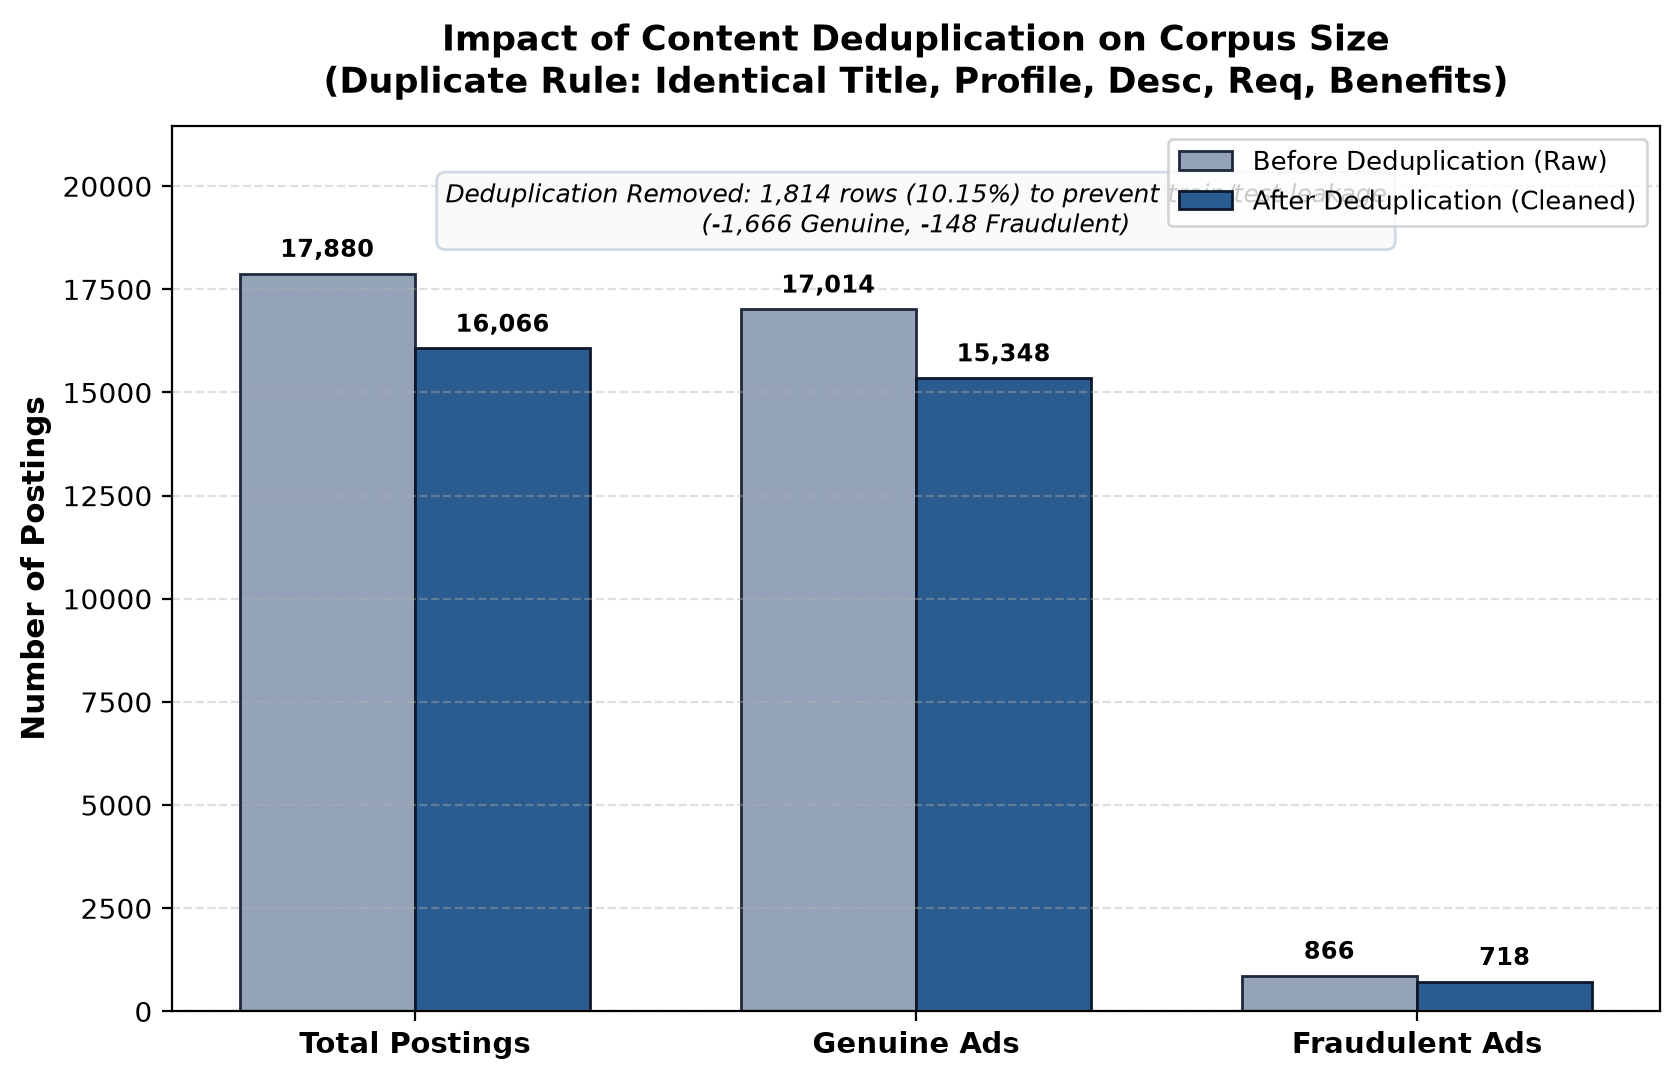 Impact of Content Deduplication on Corpus Size
(Duplicate Rule: Identical Title, Profile, Desc, Req, Benefits)
Before Deduplication (Raw)
After Deduplication (Cleaned)
Deduplication Removed: 1,814 rows (10.15%) to prevent train/test leakage
(-1,666 Genuine, -148 Fraudulent)
Number of Postings
20000
17500
15000
12500
10000
7500
5000
2500
0
17,880
16,066
17,014
15,348
866
718
Total Postings
Genuine Ads
Fraudulent Ads